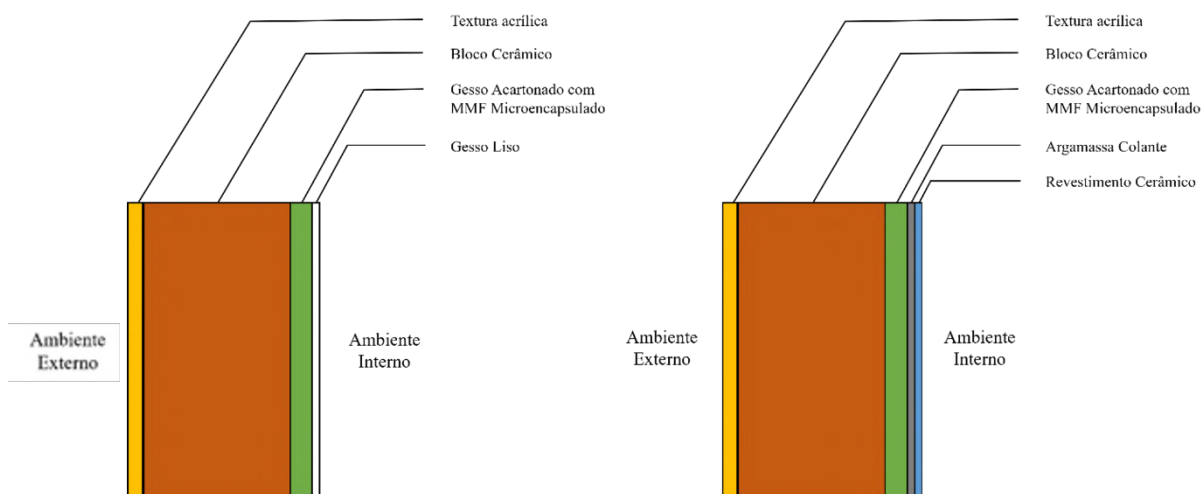 Textura acrílica
Bloco Cerâmico
Gesso Acartonado com
MMF Microencapsulado
Gesso Liso
Ambiente
Externo
Ambiente
Interno
Textura acrílica
Bloco Cerâmico
Gesso Acartonado com
MMF Microencapsulado
Argamassa Colante
Revestimento Cerâmico
Ambiente
Externo
Ambiente
Interno